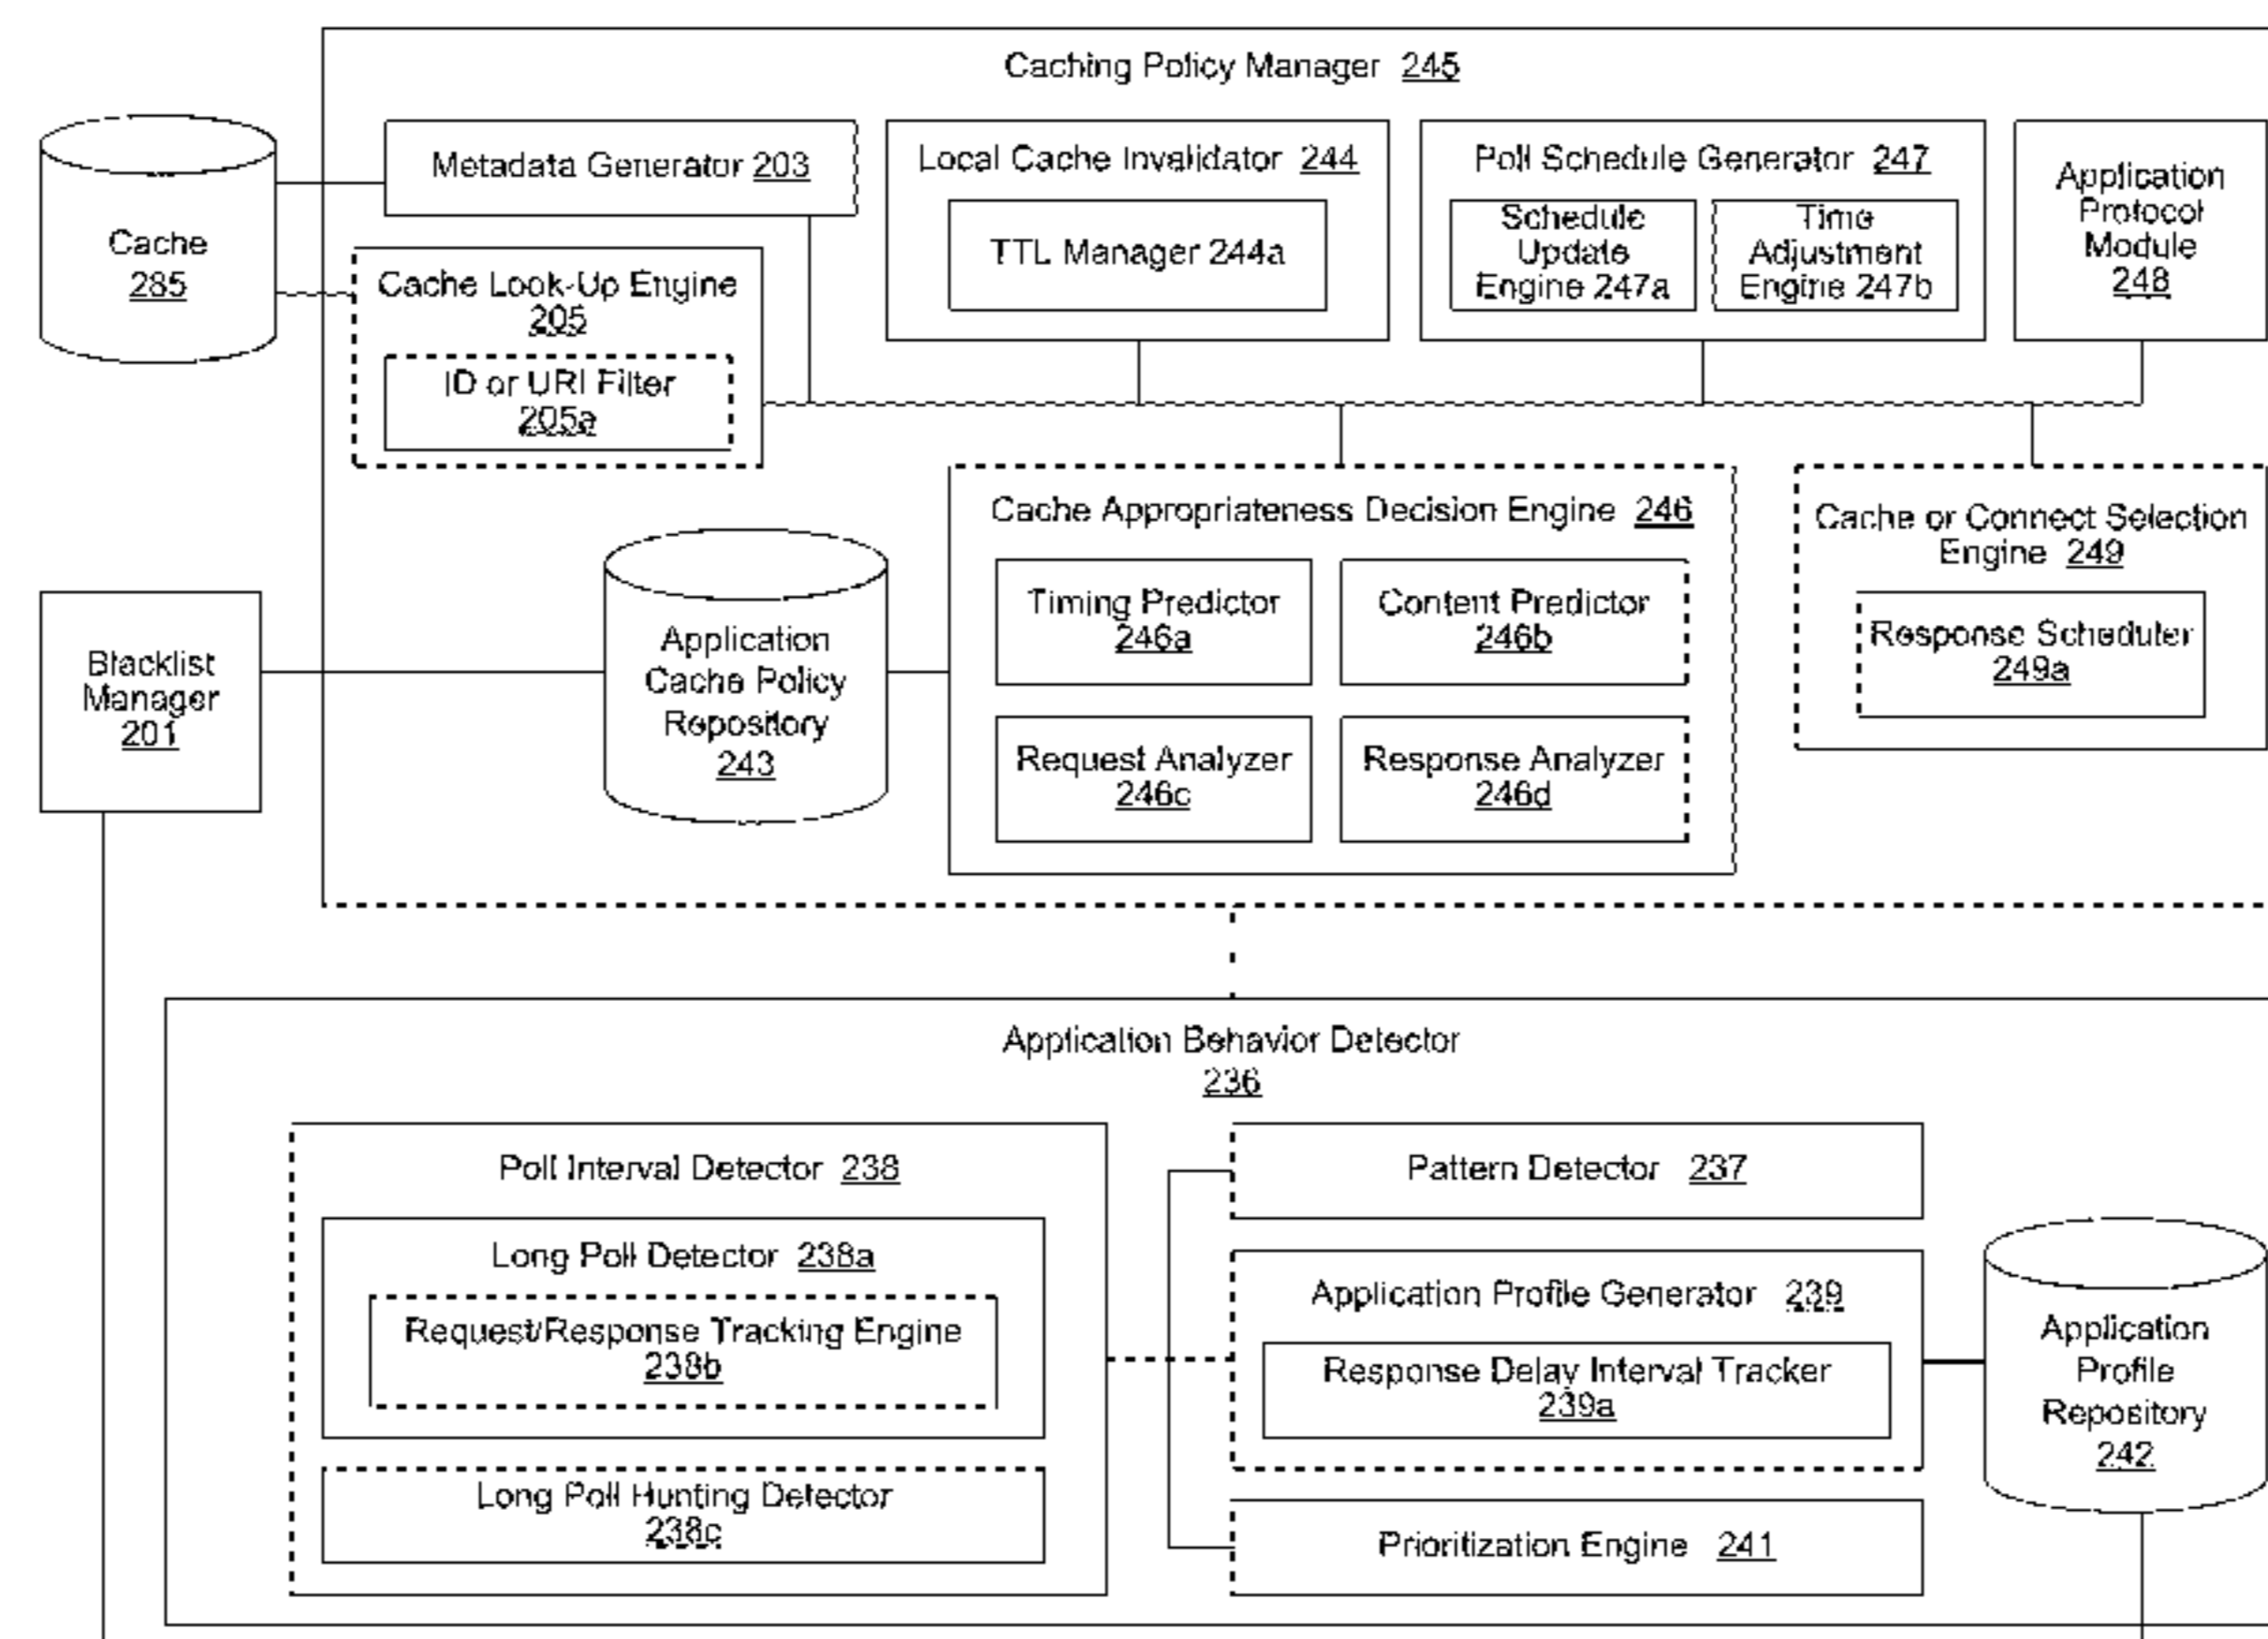 Caching Policy Manager 245
Cache
285
Metadata Generator 203
Cache Look-Up Engine
205
ID or URI Filter
205a
Local Cache Invalidator 244
TTL Manager 244a
Poll Schedule Generator 247
Schedule
Update
Engine 247a
Time
Adjustment
Engine 247b
Application
Protocol
Module
248
Blacklist
Manager
201
Application
Cache Policy
Repository
243
Cache Appropriateness Decision Engine 246
Timing Predictor
246a
Content Predictor
246b
Request Analyzer
246c
Response Analyzer
246d
Cache or Connect Selection
Engine 249
Response Scheduler
249a
Application Behavior Detector
236
Poll Interval Detector 238
Long Poll Detector 238a
Request/Response Tracking Engine
238b
Long Poll Hunting Detector
238c
Pattern Detector 237
Application Profile Generator 239
Response Delay Interval Tracker
239a
Prioritization Engine 241
Application
Profile
Repository
242